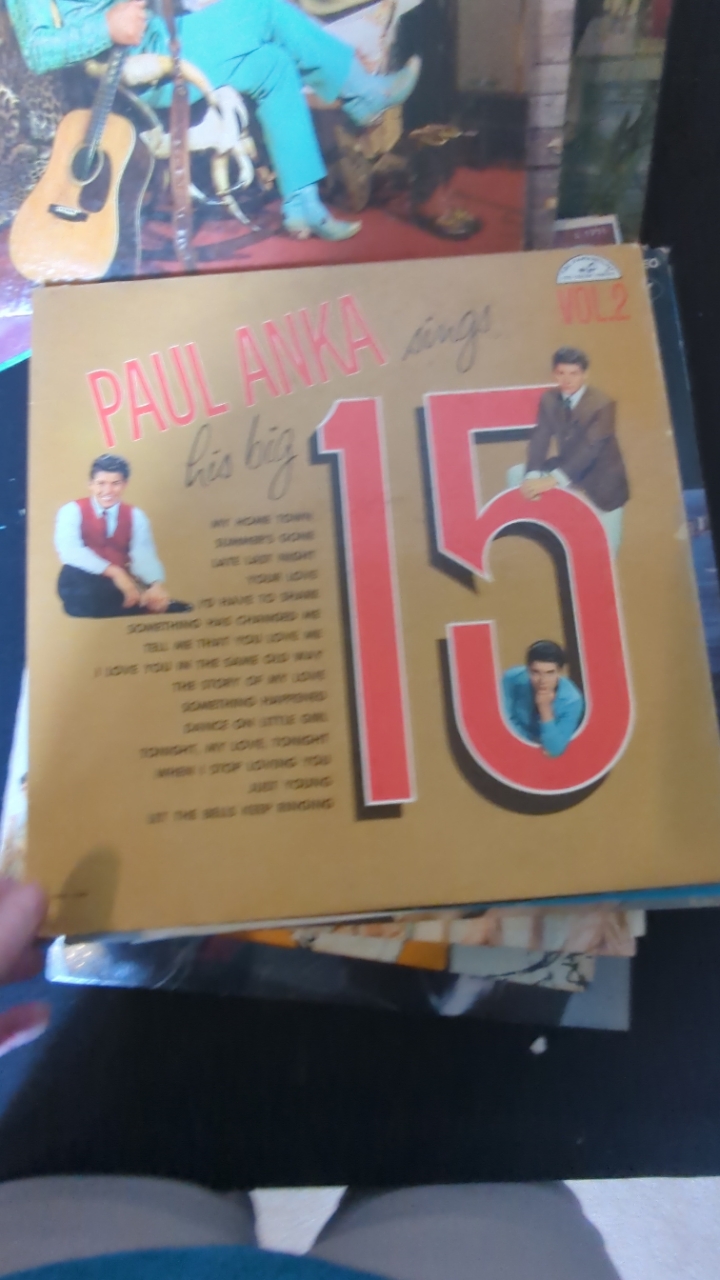 VOL.2
PAUL ANKA sings
his big 15
MY HOME TOWN
SUMMER'S GONE
LATE LAST NIGHT
YOUR LOVE
I'D HAVE TO SHARE
SOMETHING HAS CHANGED ME
TELL ME THAT YOU LOVE ME
I LOVE YOU IN THE SAME OLD WAY
THE STORY OF MY LOVE
SOMETHING HAPPENED
DANCE ON LITTLE GIRL
TONIGHT, MY LOVE, TONIGHT
WHEN I STOP LOVING YOU
JUST YOUNG
LET THE BELLS KEEP RINGING